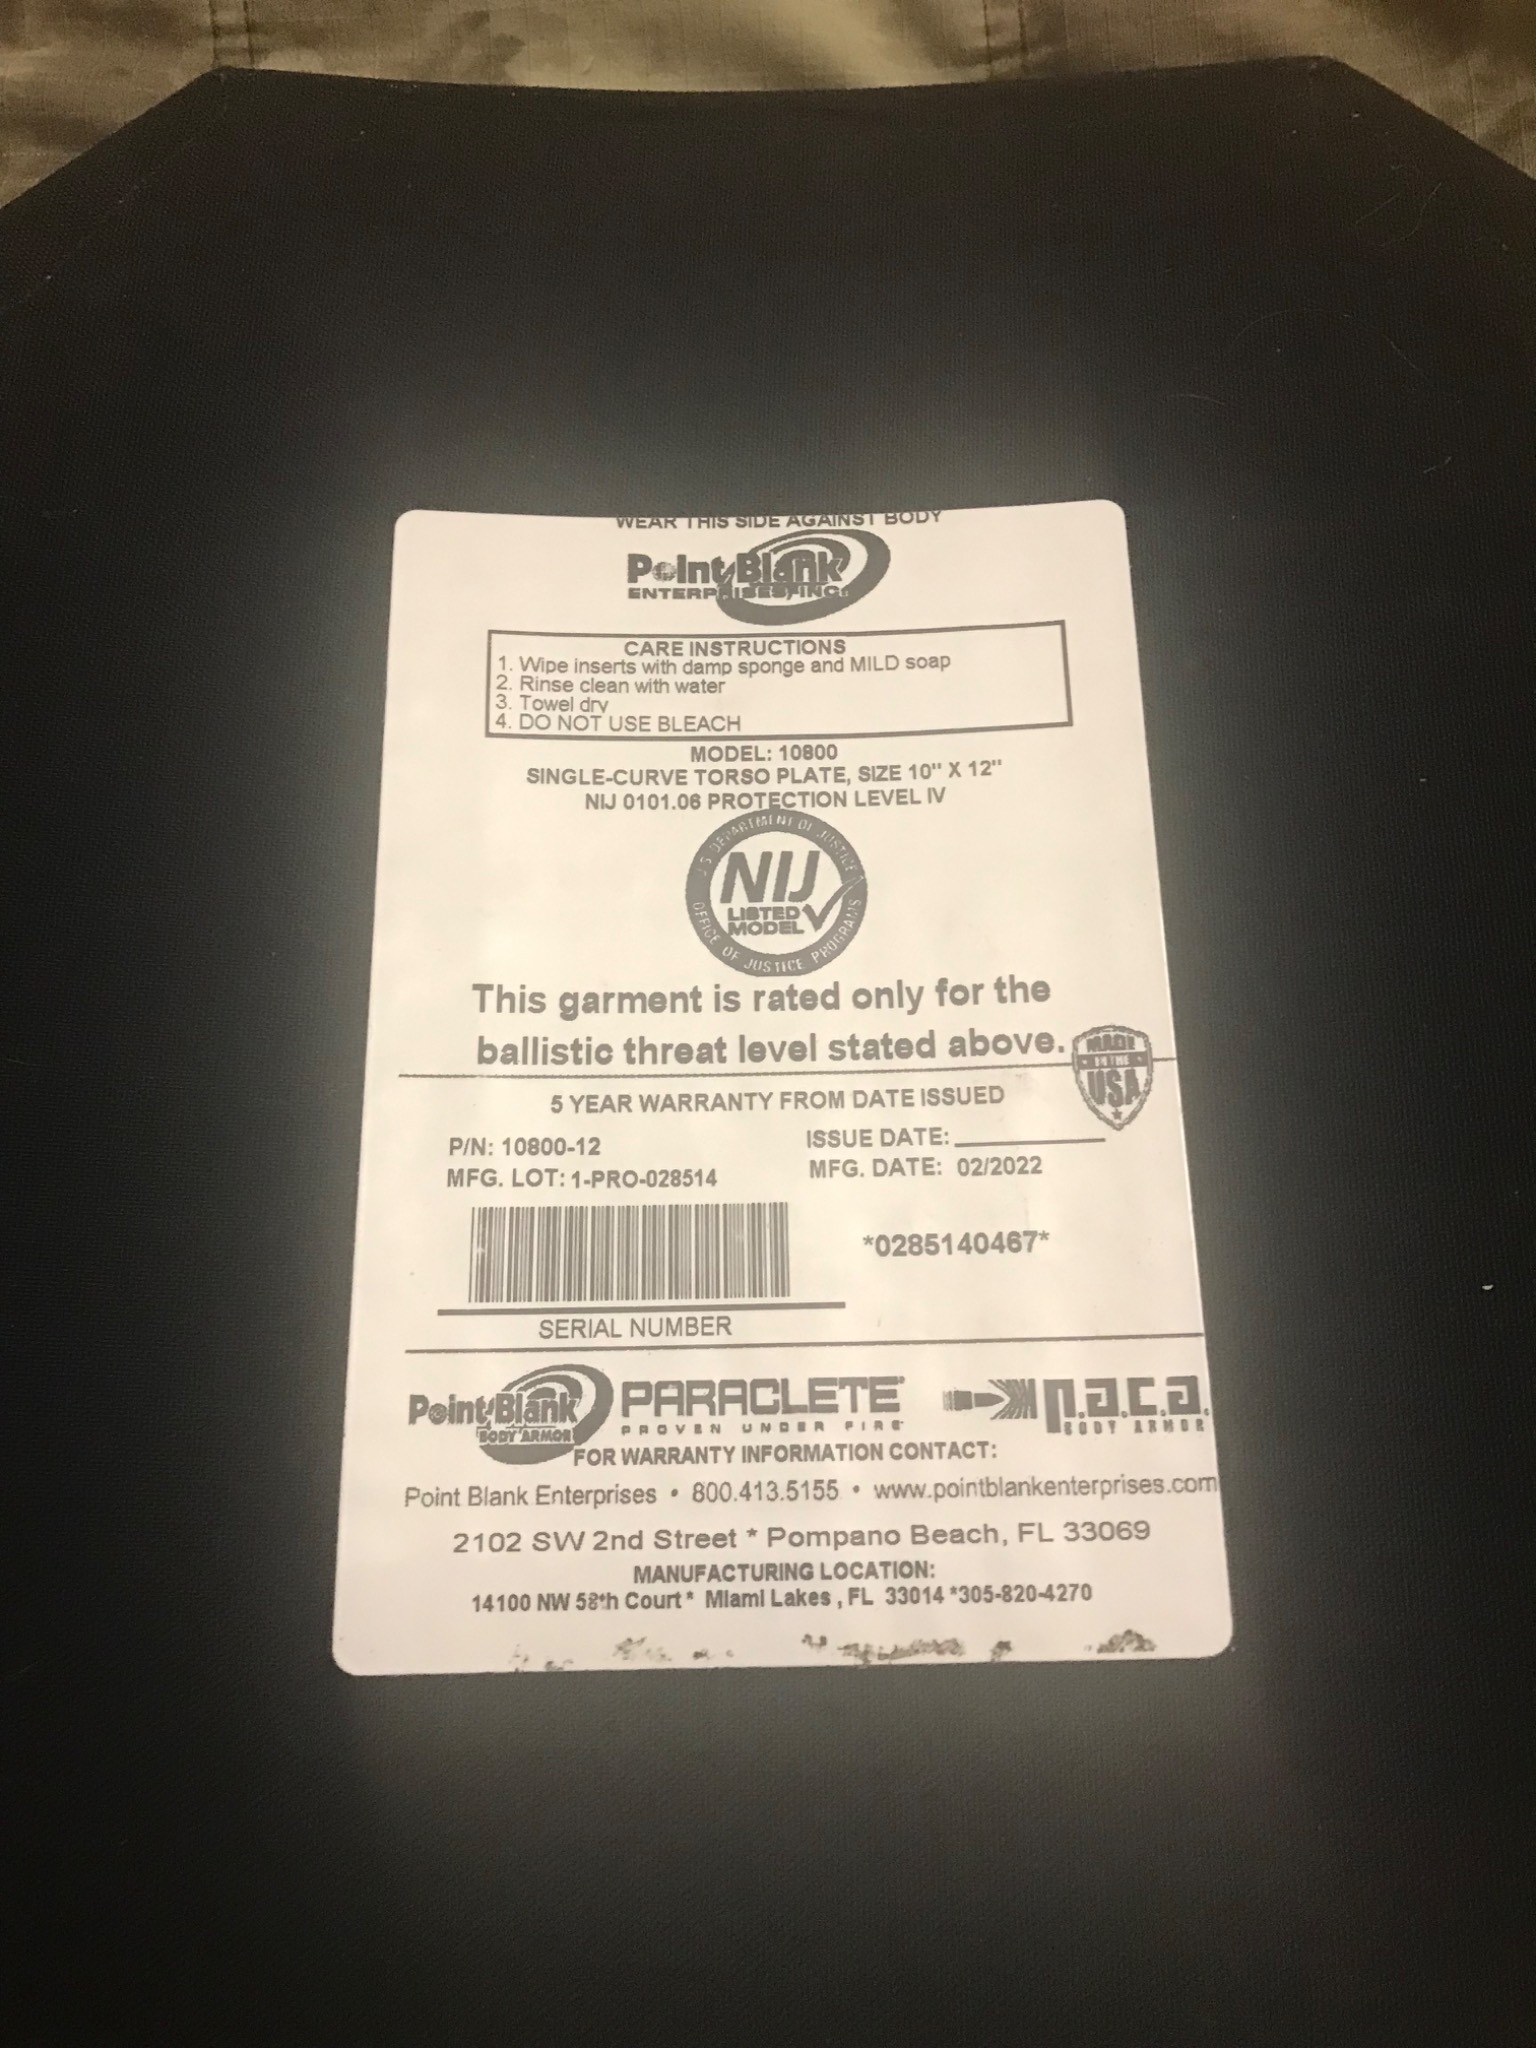 WEAR THIS SIDE AGAINST BODY
Point Blank
ENTERPRISES, INC.
CARE INSTRUCTIONS
1. Wipe inserts with damp sponge and MILD soap
2. Rinse clean with water
3. Towel dry
4. DO NOT USE BLEACH
MODEL: 10800
SINGLE-CURVE TORSO PLATE, SIZE 10" X 12"
NIJ 0101.06 PROTECTION LEVEL IV
U.S. DEPARTMENT OF JUSTICE
NIJ
LISTED
MODEL
OFFICE OF JUSTICE PROGRAMS
This garment is rated only for the
ballistic threat level stated above.
MADE
IN THE
USA
5 YEAR WARRANTY FROM DATE ISSUED
P/N: 10800-12 ISSUE DATE:
MFG. LOT: 1-PRO-028514 MFG. DATE: 02/2022
*0285140467*
SERIAL NUMBER
Point Blank
BODY ARMOR
PARACLETE
PROVEN UNDER FIRE
p.a.c.a.
BODY ARMOR
FOR WARRANTY INFORMATION CONTACT:
Point Blank Enterprises • 800.413.5155 • www.pointblankenterprises.com
2102 SW 2nd Street * Pompano Beach, FL 33069
MANUFACTURING LOCATION:
14100 NW 58th Court * Miami Lakes , FL 33014 *305-820-4270